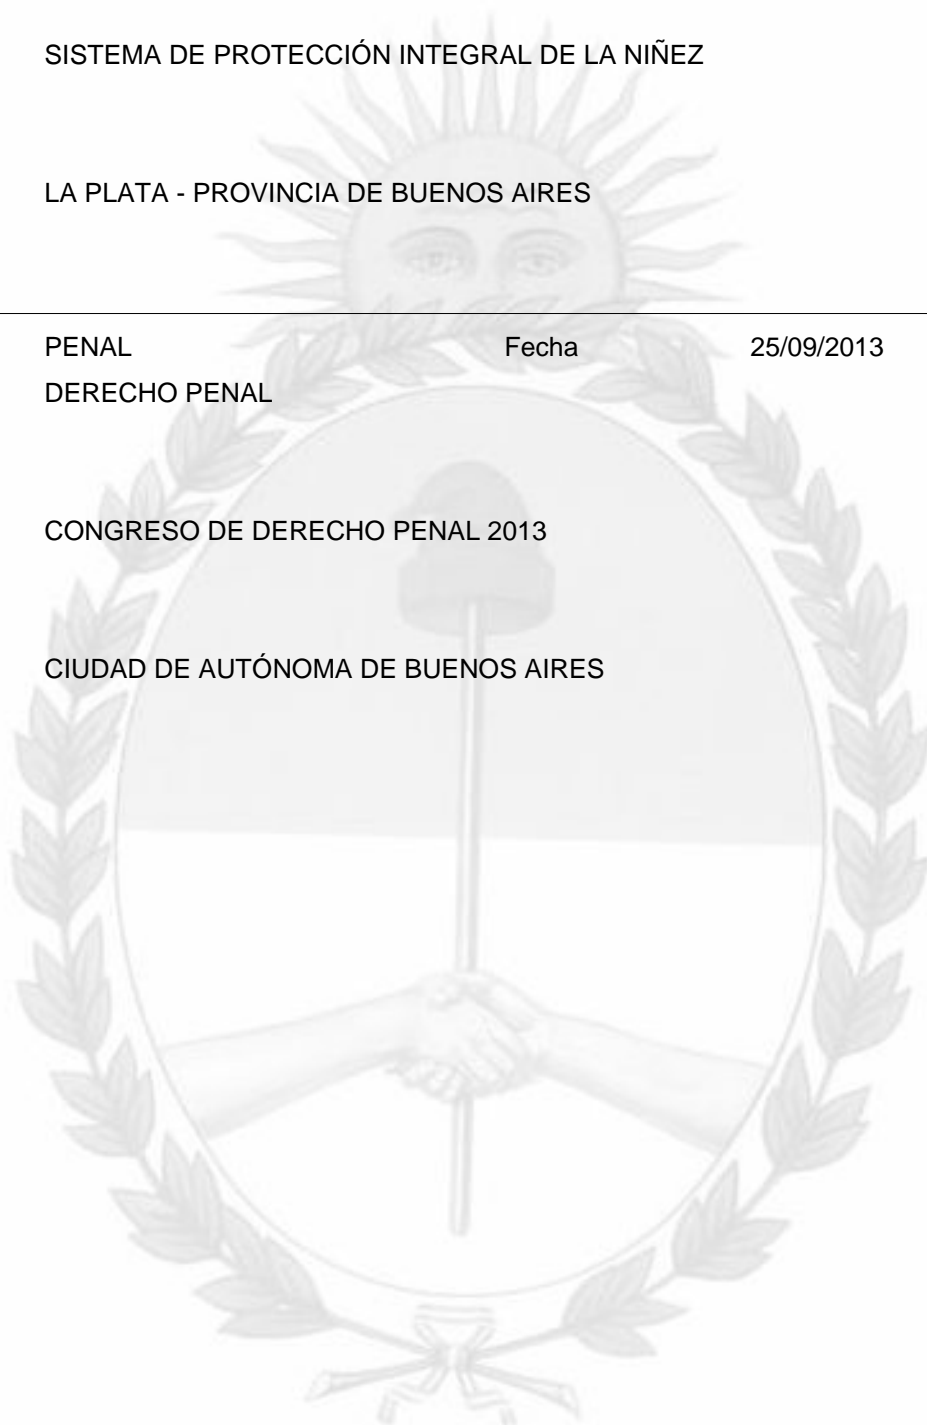 SISTEMA DE PROTECCIÓN INTEGRAL DE LA NIÑEZ
LA PLATA - PROVINCIA DE BUENOS AIRES
PENAL Fecha 25/09/2013
DERECHO PENAL
CONGRESO DE DERECHO PENAL 2013
CIUDAD DE AUTÓNOMA DE BUENOS AIRES